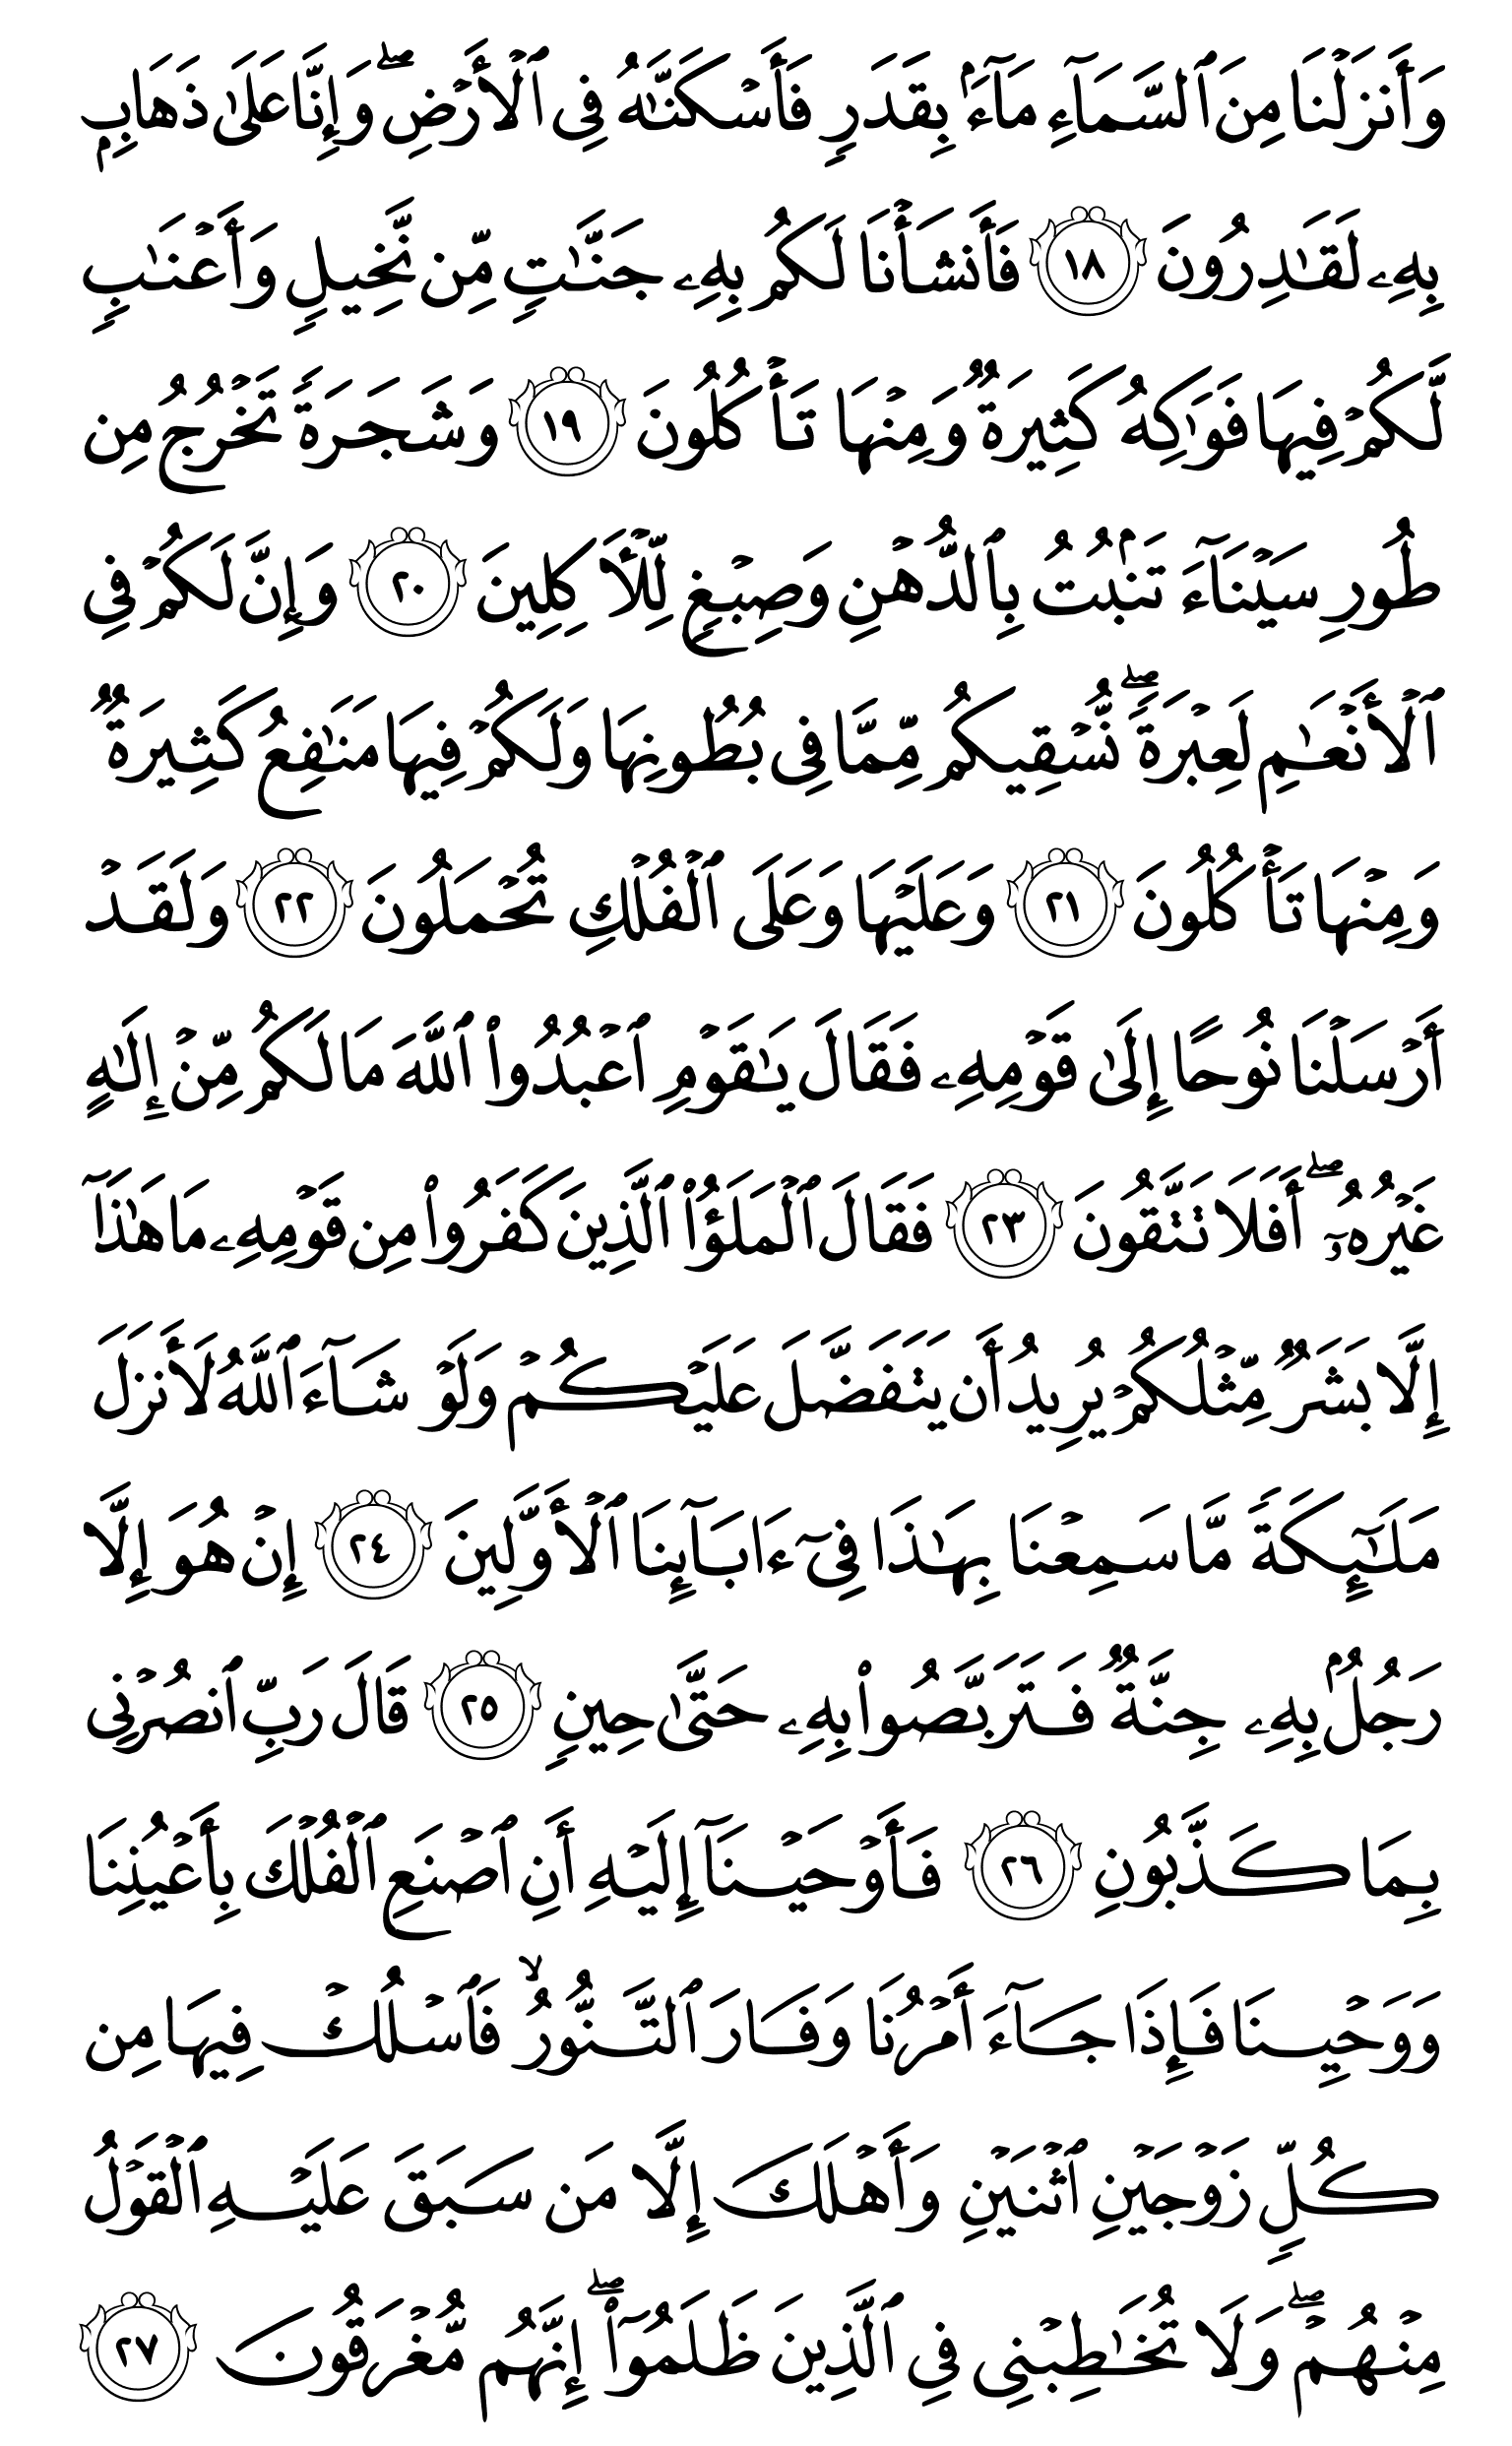 وَأَنزَلۡنَا مِنَ ٱلسَّمَآءِ مَآءَۢ بِقَدَرٖ فَأَسۡكَنَّٰهُ فِي ٱلۡأَرۡضِۖ وَإِنَّا عَلَىٰ ذَهَابِۭ
بِهِۦ لَقَٰدِرُونَ ١٨ فَأَنشَأۡنَا لَكُم بِهِۦ جَنَّٰتٖ مِّن نَّخِيلٖ وَأَعۡنَٰبٖ
لَّكُمۡ فِيهَا فَوَٰكِهُ كَثِيرَةٞ وَمِنۡهَا تَأۡكُلُونَ ١٩ وَشَجَرَةٗ تَخۡرُجُ مِن
طُورِ سَيۡنَآءَ تَنۢبُتُ بِٱلدُّهۡنِ وَصِبۡغٖ لِّلۡأٓكِلِينَ ٢٠ وَإِنَّ لَكُمۡ فِي
ٱلۡأَنۡعَٰمِ لَعِبۡرَةٗۖ نُّسۡقِيكُم مِّمَّا فِي بُطُونِهَا وَلَكُمۡ فِيهَا مَنَٰفِعُ كَثِيرَةٞ
وَمِنۡهَا تَأۡكُلُونَ ٢١ وَعَلَيۡهَا وَعَلَى ٱلۡفُلۡكِ تُحۡمَلُونَ ٢٢ وَلَقَدۡ
أَرۡسَلۡنَا نُوحًا إِلَىٰ قَوۡمِهِۦ فَقَالَ يَٰقَوۡمِ ٱعۡبُدُواْ ٱللَّهَ مَا لَكُم مِّنۡ إِلَٰهٍ
غَيۡرُهُۥٓۖ أَفَلَا تَتَّقُونَ ٢٣ فَقَالَ ٱلۡمَلَؤُاْ ٱلَّذِينَ كَفَرُواْ مِن قَوۡمِهِۦ مَا هَٰذَآ
إِلَّا بَشَرٞ مِّثۡلُكُمۡ يُرِيدُ أَن يَتَفَضَّلَ عَلَيۡكُمۡ وَلَوۡ شَآءَ ٱللَّهُ لَأَنزَلَ
مَلَٰٓئِكَةٗ مَّا سَمِعۡنَا بِهَٰذَا فِيٓ ءَابَآئِنَا ٱلۡأَوَّلِينَ ٢٤ إِنۡ هُوَ إِلَّا
رَجُلُۢ بِهِۦ جِنَّةٞ فَتَرَبَّصُواْ بِهِۦ حَتَّىٰ حِينٖ ٢٥ قَالَ رَبِّ ٱنصُرۡنِي
بِمَا كَذَّبُونِ ٢٦ فَأَوۡحَيۡنَآ إِلَيۡهِ أَنِ ٱصۡنَعِ ٱلۡفُلۡكَ بِأَعۡيُنِنَا
وَوَحۡيِنَا فَإِذَا جَآءَ أَمۡرُنَا وَفَارَ ٱلتَّنُّورُ ۙ فَٱسۡلُكۡ فِيهَا مِن
كُلّٖ زَوۡجَيۡنِ ٱثۡنَيۡنِ وَأَهۡلَكَ إِلَّا مَن سَبَقَ عَلَيۡهِ ٱلۡقَوۡلُ
مِنۡهُمۡۖ وَلَا تُخَٰطِبۡنِي فِي ٱلَّذِينَ ظَلَمُوٓاْۖ إِنَّهُم مُّغۡرَقُونَ ٢٧